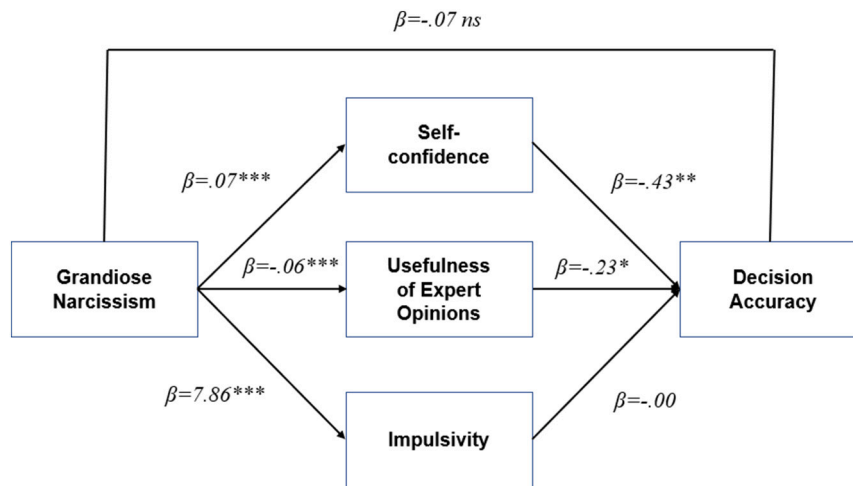 β=-.07 ns
Self-
confidence
β=.07***
β=-.43**
Grandiose
Narcissism
β=-.06***
Usefulness
of Expert
Opinions
β=-.23*
Decision
Accuracy
β=7.86***
Impulsivity
β=-.00